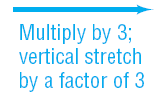 Multiply by 3;
vertical stretch
by a factor of 3